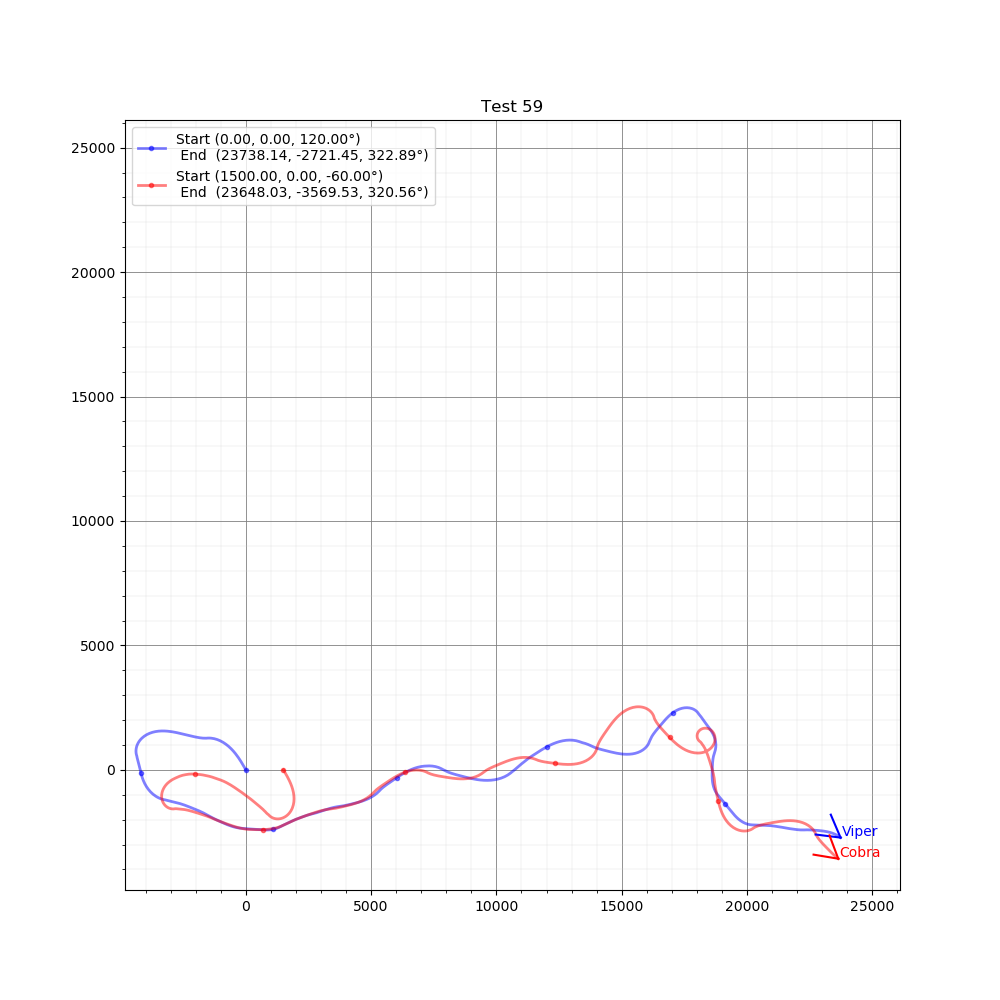 Test 59
Start (0.00, 0.00, 120.00°)
End  (23738.14, -2721.45, 322.89°)
Start (1500.00, 0.00, -60.00°)
End  (23648.03, -3569.53, 320.56°)
25000
20000
15000
10000
5000
0
Viper
Cobra
0 5000 10000 15000 20000 25000